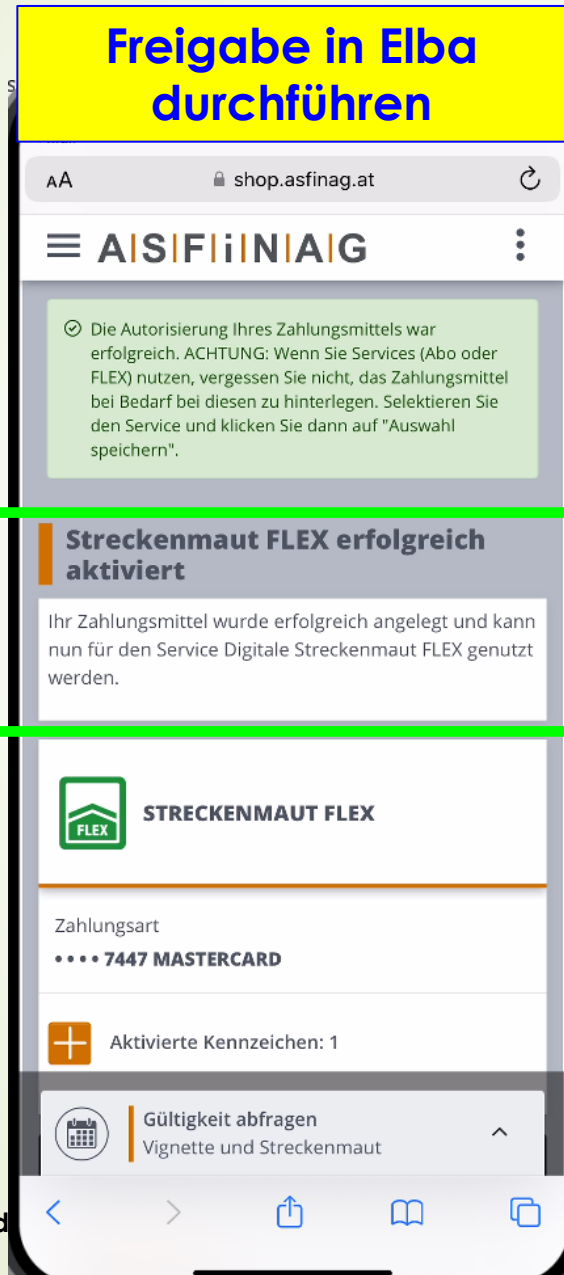 Freigabe in Elba
durchführen
AA
shop.asfinag.at
A|S|F|i|N|A|G
Die Autorisierung Ihres Zahlungsmittels war
erfolgreich. ACHTUNG: Wenn Sie Services (Abo oder
FLEX) nutzen, vergessen Sie nicht, das Zahlungsmittel
bei Bedarf bei diesen zu hinterlegen. Selektieren Sie
den Service und klicken Sie dann auf "Auswahl
speichern".
Streckenmaut FLEX erfolgreich
aktiviert
Ihr Zahlungsmittel wurde erfolgreich angelegt und kann
nun für den Service Digitale Streckenmaut FLEX genutzt
werden.
FLEX
STRECKENMAUT FLEX
Zahlungsart
•••• 7447 MASTERCARD
Aktivierte Kennzeichen: 1
Gültigkeit abfragen
Vignette und Streckenmaut